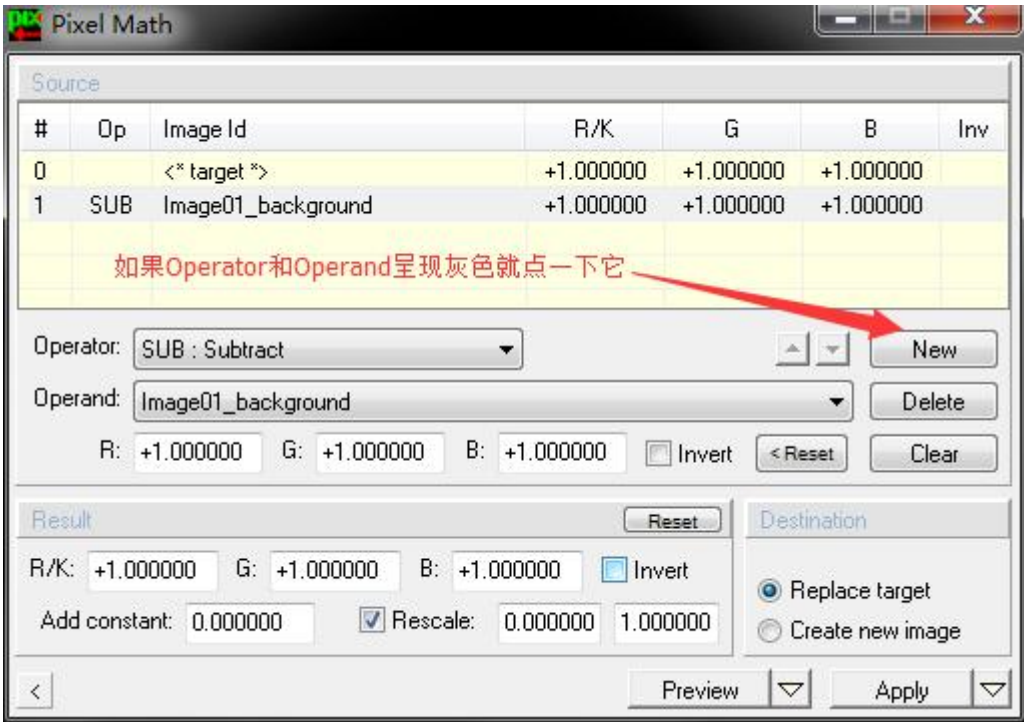 Pixel Math
Source
# Op Image Id R/K G B Inv
0 <* target *> +1.000000 +1.000000 +1.000000
1 SUB Image01_background +1.000000 +1.000000 +1.000000
如果Operator和Operand呈现灰色就点一下它
Operator: SUB : Subtract New
Operand: Image01_background Delete
R: +1.000000 G: +1.000000 B: +1.000000 Invert < Reset Clear
Result Reset Destination
R/K: +1.000000 G: +1.000000 B: +1.000000 Invert
Replace target
Add constant: 0.000000 Rescale: 0.000000 1.000000
Create new image
< Preview Apply